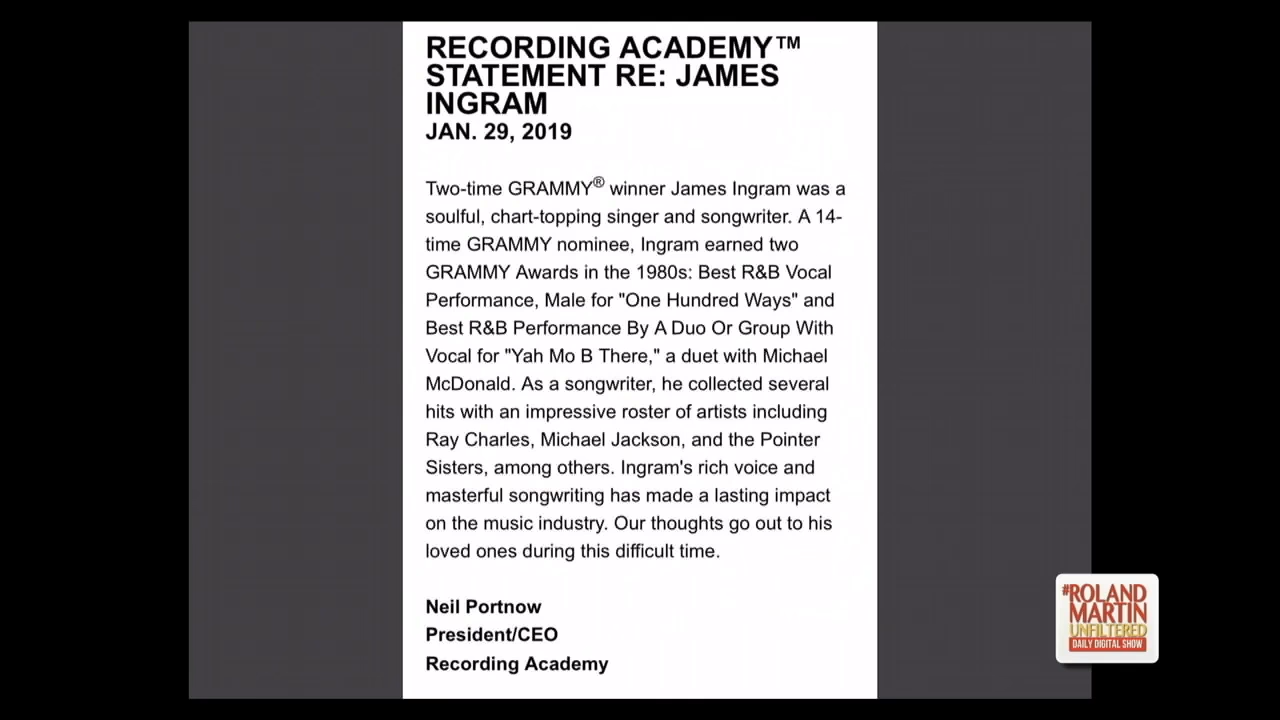 RECORDING ACADEMY™
STATEMENT RE: JAMES
INGRAM
JAN. 29, 2019
Two-time GRAMMY® winner James Ingram was a
soulful, chart-topping singer and songwriter. A 14-
time GRAMMY nominee, Ingram earned two
GRAMMY Awards in the 1980s: Best R&B Vocal
Performance, Male for "One Hundred Ways" and
Best R&B Performance By A Duo Or Group With
Vocal for "Yah Mo B There," a duet with Michael
McDonald. As a songwriter, he collected several
hits with an impressive roster of artists including
Ray Charles, Michael Jackson, and the Pointer
Sisters, among others. Ingram's rich voice and
masterful songwriting has made a lasting impact
on the music industry. Our thoughts go out to his
loved ones during this difficult time.
Neil Portnow
President/CEO
Recording Academy
#ROLAND
MARTIN
UNFILTERED
DAILY DIGITAL SHOW